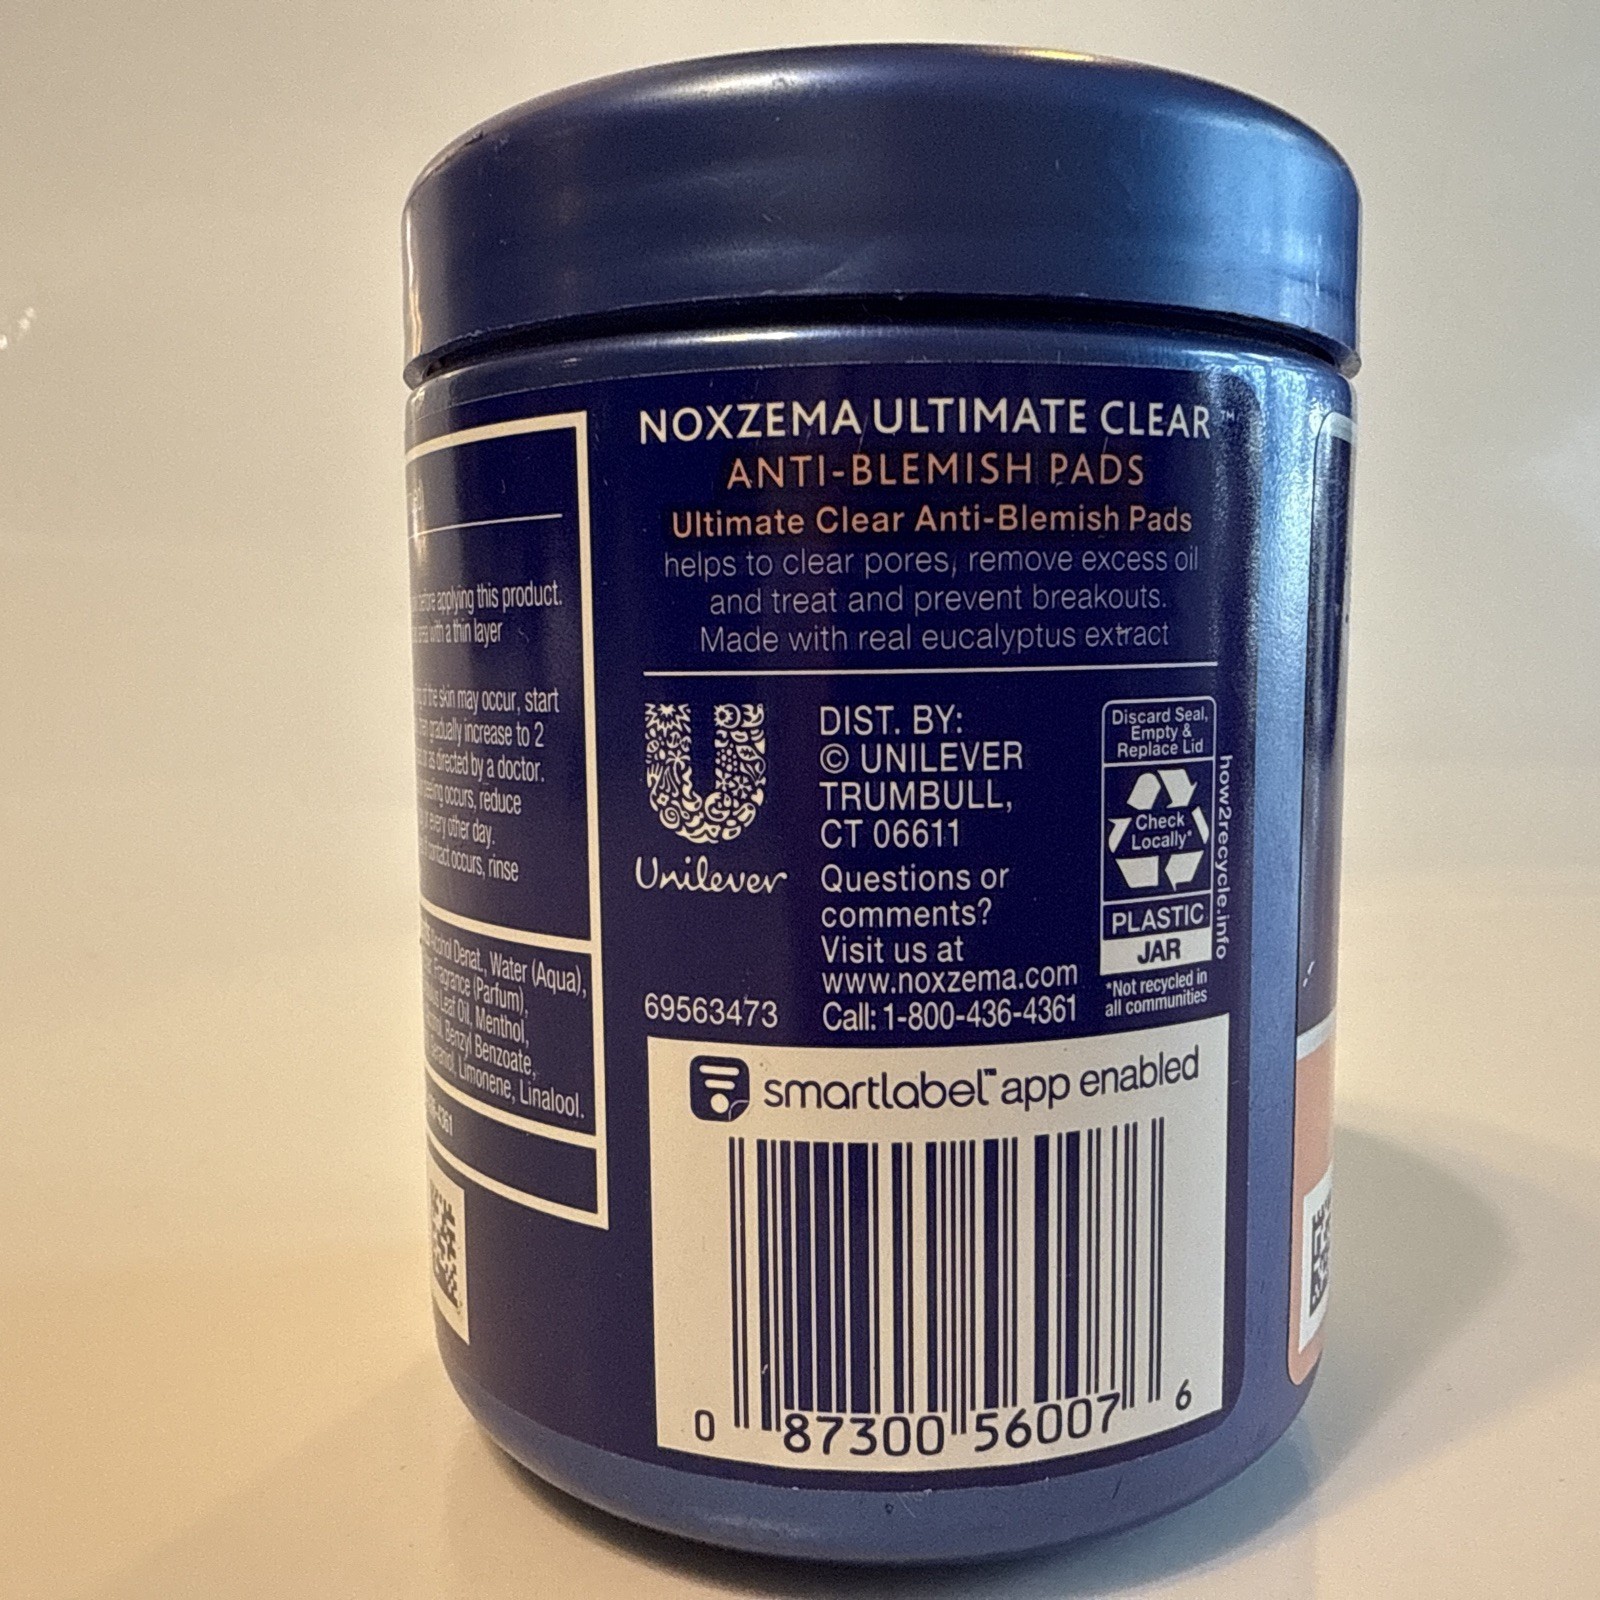 before applying this product.
area with a thin layer
of the skin may occur, start
gradually increase to 2
or as directed by a doctor.
peeling occurs, reduce
or every other day.
contact occurs, rinse
Alcohol Denat., Water (Aqua),
Fragrance (Parfum),
Leaf Oil, Menthol,
Benzyl Benzoate,
Geraniol, Limonene, Linalool.
NOXZEMA ULTIMATE CLEAR™
ANTI-BLEMISH PADS
Ultimate Clear Anti-Blemish Pads
helps to clear pores, remove excess oil
and treat and prevent breakouts.
Made with real eucalyptus extract
Unilever
69563473
DIST. BY:
© UNILEVER
TRUMBULL,
CT 06611
Questions or
comments?
Visit us at
www.noxzema.com
Call: 1-800-436-4361
Discard Seal,
Empty &
Replace Lid
Check
Locally*
PLASTIC
JAR
*Not recycled in
all communities
how2recycle.info
smartlabel™ app enabled
0 87300 56007 6